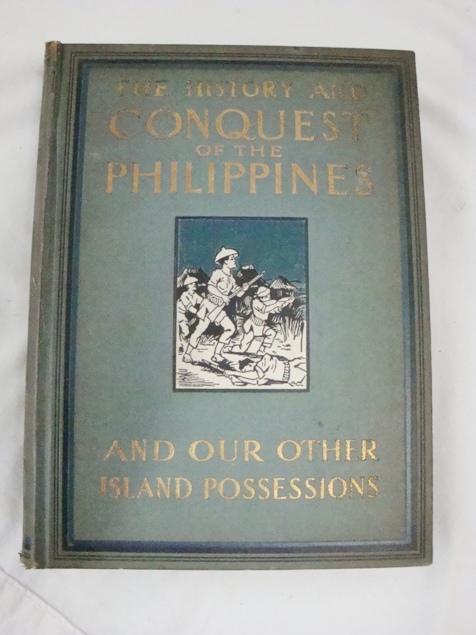 THE HISTORY AND
CONQUEST
OF THE
PHILIPPINES
AND OUR OTHER
ISLAND POSSESSIONS